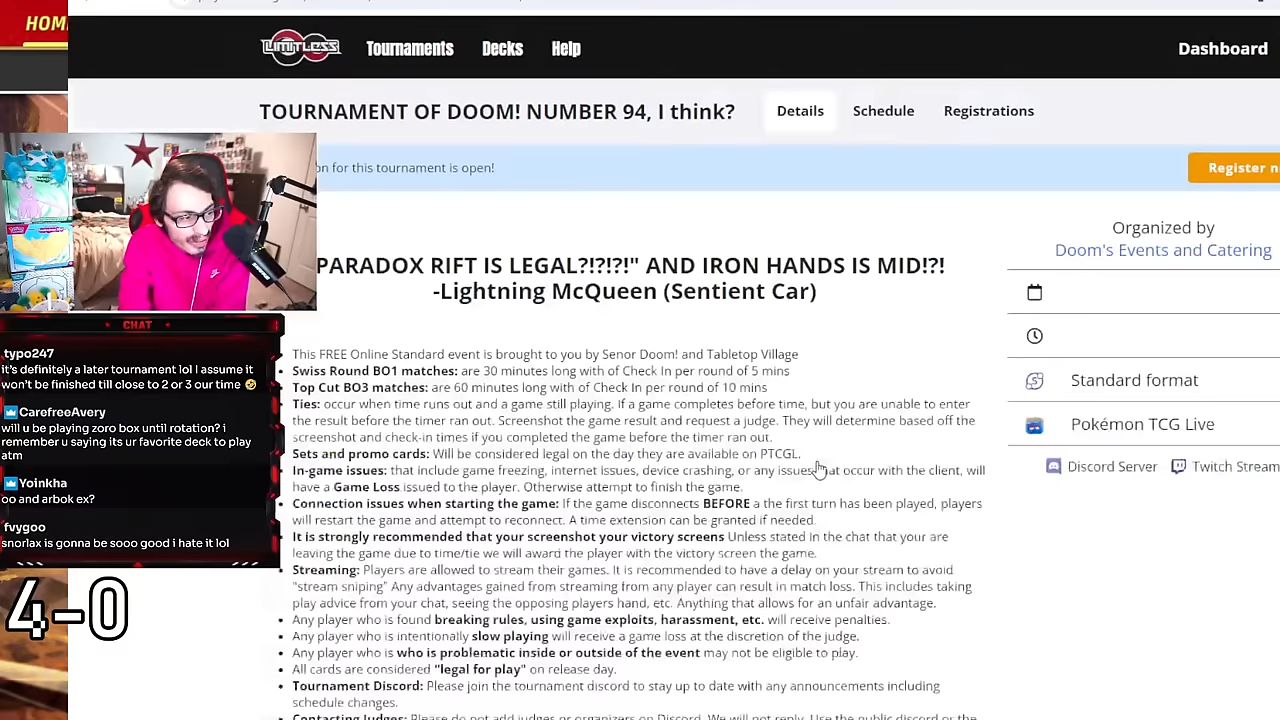 HOM
LIMITLESS Tournaments Decks Help Dashboard
TOURNAMENT OF DOOM! NUMBER 94, I think? Details Schedule Registrations
on for this tournament is open! Register n
PARADOX RIFT IS LEGAL?!?!?!" AND IRON HANDS IS MID!?!
-Lightning McQueen (Sentient Car)
Organized by
Doom's Events and Catering
Standard format
Pokémon TCG Live
Discord Server Twitch Stream
This FREE Online Standard event is brought to you by Senor Doom! and Tabletop Village
Swiss Round BO1 matches: are 30 minutes long with of Check In per round of 5 mins
Top Cut BO3 matches: are 60 minutes long with of Check In per round of 10 mins
Ties: occur when time runs out and a game still playing. If a game completes before time, but you are unable to enter
the result before the timer ran out. Screenshot the game result and request a judge. They will determine based off the
screenshot and check-in times if you completed the game before the timer ran out.
Sets and promo cards: Will be considered legal on the day they are available on PTCGL.
In-game issues: that include game freezing, internet issues, device crashing, or any issues that occur with the client, will
have a Game Loss issued to the player. Otherwise attempt to finish the game.
Connection issues when starting the game: If the game disconnects BEFORE a the first turn has been played, players
will restart the game and attempt to reconnect. A time extension can be granted if needed.
It is strongly recommended that your screenshot your victory screens Unless stated in the chat that your are
leaving the game due to time/tie we will award the player with the victory screen the game.
Streaming: Players are allowed to stream their games. It is recommended to have a delay on your stream to avoid
"stream sniping" Any advantages gained from streaming from any player can result in match loss. This includes taking
play advice from your chat, seeing the opposing players hand, etc. Anything that allows for an unfair advantage.
Any player who is found breaking rules, using game exploits, harassment, etc. will receive penalties.
Any player who is intentionally slow playing will receive a game loss at the discretion of the judge.
Any player who is who is problematic inside or outside of the event may not be eligible to play.
All cards are considered "legal for play" on release day.
Tournament Discord: Please join the tournament discord to stay up to date with any announcements including
schedule changes.
Contacting Judges: Please do not add judges or organizers on Discord. We will not reply. Use the public discord or the
CHAT
typo247
it's definitely a later tournament lol I assume it
won't be finished till close to 2 or 3 our time 🤣
CarefreeAvery
will u be playing zoro box until rotation? i
remember u saying its ur favorite deck to play
atm
Yoinkha
oo and arbok ex?
fvygoo
snorlax is gonna be sooo good i hate it lol
4-0